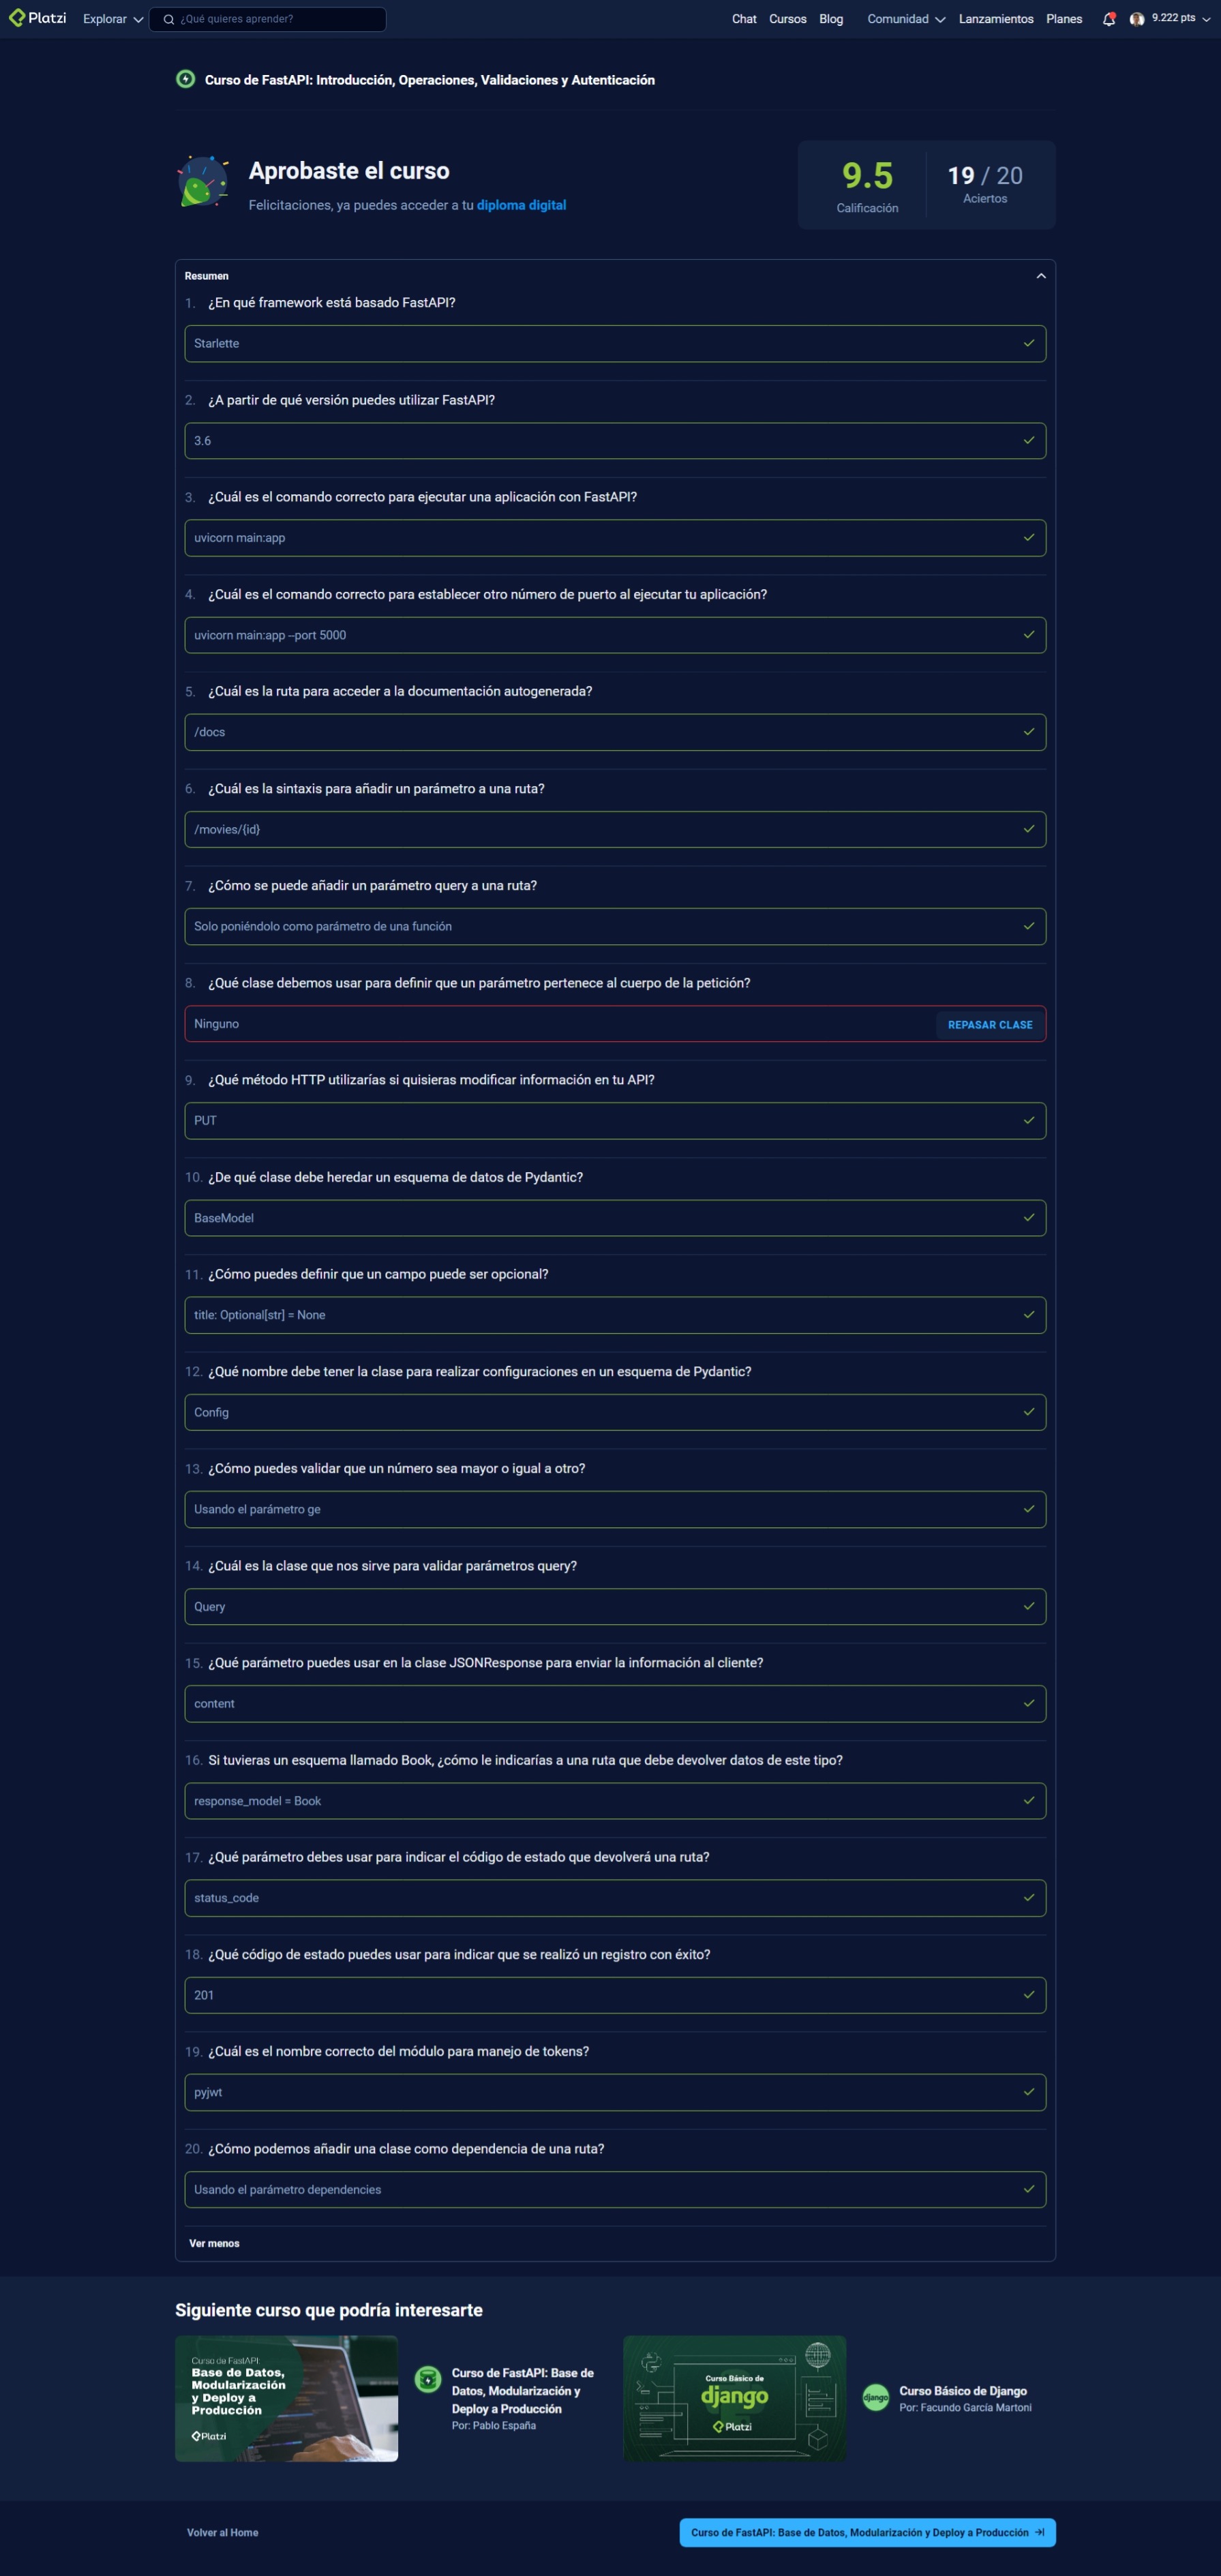 Platzi
Explorar
¿Qué quieres aprender?
Chat
Cursos
Blog
Comunidad
Lanzamientos
Planes
9.222 pts
Curso de FastAPI: Introducción, Operaciones, Validaciones y Autenticación
Aprobaste el curso
Felicitaciones, ya puedes acceder a tu diploma digital
9.5
Calificación
19 / 20
Aciertos
Resumen
1. ¿En qué framework está basado FastAPI?
Starlette
2. ¿A partir de qué versión puedes utilizar FastAPI?
3.6
3. ¿Cuál es el comando correcto para ejecutar una aplicación con FastAPI?
uvicorn main:app
4. ¿Cuál es el comando correcto para establecer otro número de puerto al ejecutar tu aplicación?
uvicorn main:app --port 5000
5. ¿Cuál es la ruta para acceder a la documentación autogenerada?
/docs
6. ¿Cuál es la sintaxis para añadir un parámetro a una ruta?
/movies/{id}
7. ¿Cómo se puede añadir un parámetro query a una ruta?
Solo poniéndolo como parámetro de una función
8. ¿Qué clase debemos usar para definir que un parámetro pertenece al cuerpo de la petición?
Ninguno
REPASAR CLASE
9. ¿Qué método HTTP utilizarías si quisieras modificar información en tu API?
PUT
10. ¿De qué clase debe heredar un esquema de datos de Pydantic?
BaseModel
11. ¿Cómo puedes definir que un campo puede ser opcional?
title: Optional[str] = None
12. ¿Qué nombre debe tener la clase para realizar configuraciones en un esquema de Pydantic?
Config
13. ¿Cómo puedes validar que un número sea mayor o igual a otro?
Usando el parámetro ge
14. ¿Cuál es la clase que nos sirve para validar parámetros query?
Query
15. ¿Qué parámetro puedes usar en la clase JSONResponse para enviar la información al cliente?
content
16. Si tuvieras un esquema llamado Book, ¿cómo le indicarías a una ruta que debe devolver datos de este tipo?
response_model = Book
17. ¿Qué parámetro debes usar para indicar el código de estado que devolverá una ruta?
status_code
18. ¿Qué código de estado puedes usar para indicar que se realizó un registro con éxito?
201
19. ¿Cuál es el nombre correcto del módulo para manejo de tokens?
pyjwt
20. ¿Cómo podemos añadir una clase como dependencia de una ruta?
Usando el parámetro dependencies
Ver menos
Siguiente curso que podría interesarte
Curso de FastAPI:
Base de Datos,
Modularización
y Deploy a
Producción
Platzi
Curso de FastAPI: Base de
Datos, Modularización y
Deploy a Producción
Por: Pablo España
Curso Básico de
django
Platzi
django
Curso Básico de Django
Por: Facundo García Martoni
Volver al Home
Curso de FastAPI: Base de Datos, Modularización y Deploy a Producción